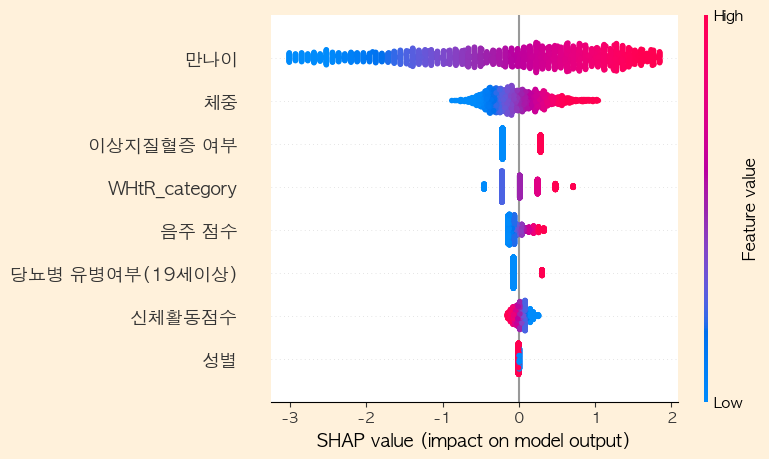 High
만나이
체중
이상지질혈증 여부
WHtR_category
음주 점수
당뇨병 유병여부(19세이상)
신체활동점수
성별
Feature value
Low
-3 -2 -1 0 1 2
SHAP value (impact on model output)